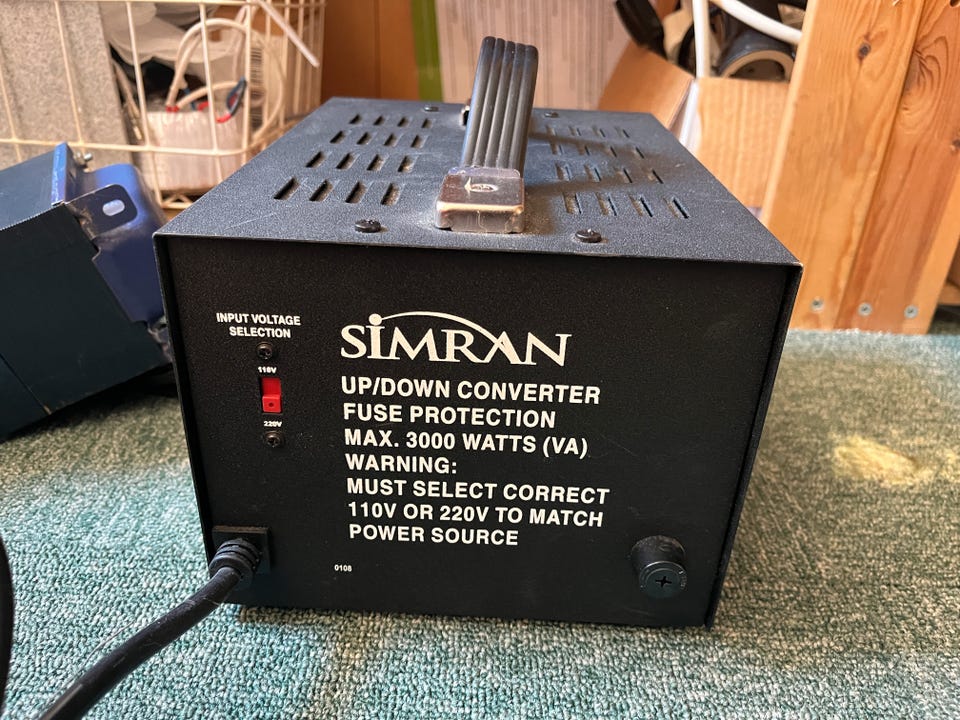 INPUT VOLTAGE
SELECTION
110V
220V
SIMRAN
UP/DOWN CONVERTER
FUSE PROTECTION
MAX. 3000 WATTS (VA)
WARNING:
MUST SELECT CORRECT
110V OR 220V TO MATCH
POWER SOURCE
0108